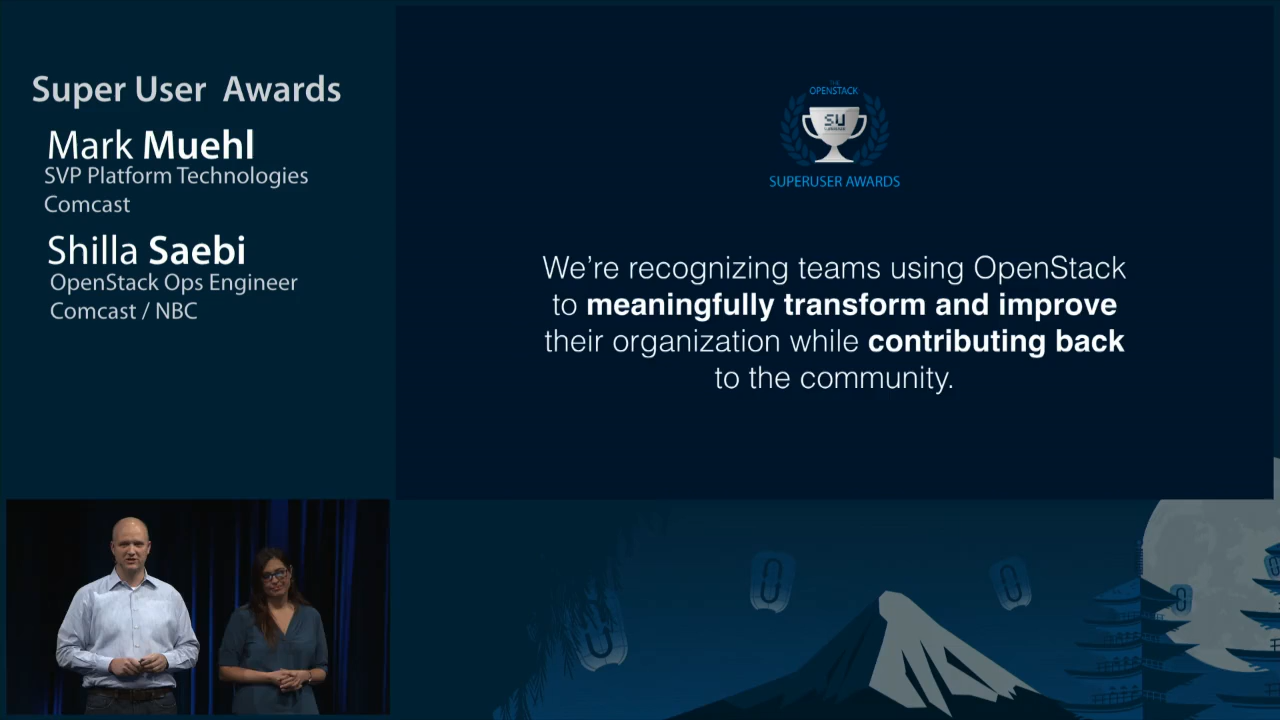 Super User Awards
Mark Muehl
SVP Platform Technologies
Comcast
Shilla Saebi
OpenStack Ops Engineer
Comcast / NBC
THE
OPENSTACK
SU
SUPERUSER AWARDS
We’re recognizing teams using OpenStack
to meaningfully transform and improve
their organization while contributing back
to the community.